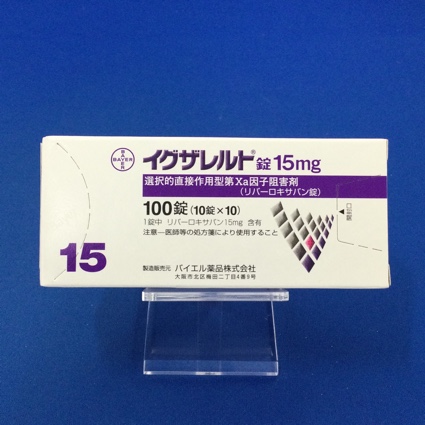 BAYER
BAYER
イグザレルト® 錠 15mg
選択的直接作用型第Xa因子阻害剤
(リバーロキサバン錠)
100錠 (10錠×10)
1錠中 リバーロキサバン15mg 含有
注意―医師等の処方箋により使用すること
開封口
15
製造販売元 バイエル薬品株式会社
大阪市北区梅田二丁目4番9号